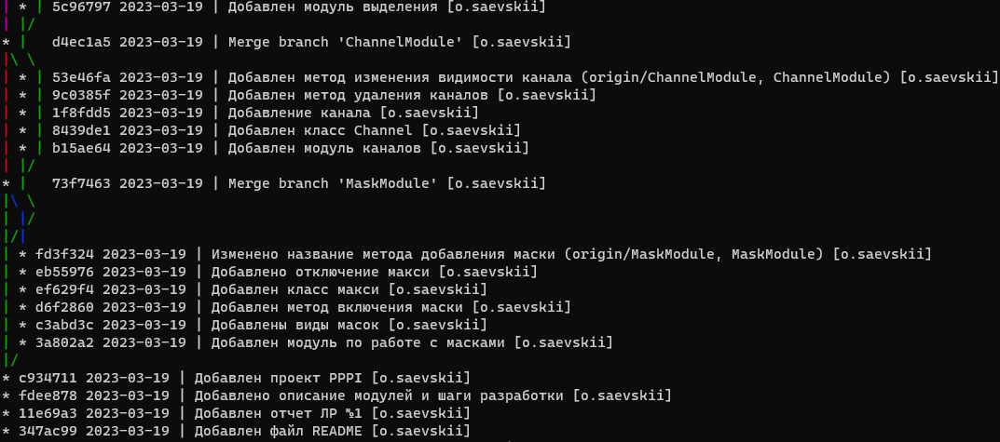 | * | 5c96797 2023-03-19 | Добавлен модуль выделения [o.saevskii]
| |/
* |   d4ec1a5 2023-03-19 | Merge branch 'ChannelModule' [o.saevskii]
|\ \
| * | 53e46fa 2023-03-19 | Добавлен метод изменения видимости канала (origin/ChannelModule, ChannelModule) [o.saevskii]
| * | 9c0385f 2023-03-19 | Добавлен метод удаления каналов [o.saevskii]
| * | 1f8fdd5 2023-03-19 | Добавление канала [o.saevskii]
| * | 8439de1 2023-03-19 | Добавлен класс Channel [o.saevskii]
| * | b15ae64 2023-03-19 | Добавлен модуль каналов [o.saevskii]
| |/
* |   73f7463 2023-03-19 | Merge branch 'MaskModule' [o.saevskii]
|\ \
| |/
|/|
| * fd3f324 2023-03-19 | Изменено название метода добавления маски (origin/MaskModule, MaskModule) [o.saevskii]
| * eb55976 2023-03-19 | Добавлено отключение макси [o.saevskii]
| * ef629f4 2023-03-19 | Добавлен класс макси [o.saevskii]
| * d6f2860 2023-03-19 | Добавлен метод включения маски [o.saevskii]
| * c3abd3c 2023-03-19 | Добавлены виды масок [o.saevskii]
| * 3a802a2 2023-03-19 | Добавлен модуль по работе с масками [o.saevskii]
|/
* c934711 2023-03-19 | Добавлен проект PPPI [o.saevskii]
* fdee878 2023-03-19 | Добавлено описание модулей и шаги разработки [o.saevskii]
* 11e69a3 2023-03-19 | Добавлен отчет ЛР №1 [o.saevskii]
* 347ac99 2023-03-19 | Добавлен файл README [o.saevskii]